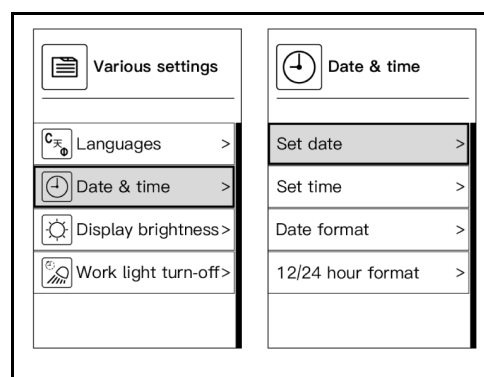 Various settings
Languages >
Date & time >
Display brightness >
Work light turn-off >
Date & time
Set date >
Set time >
Date format >
12/24 hour format >